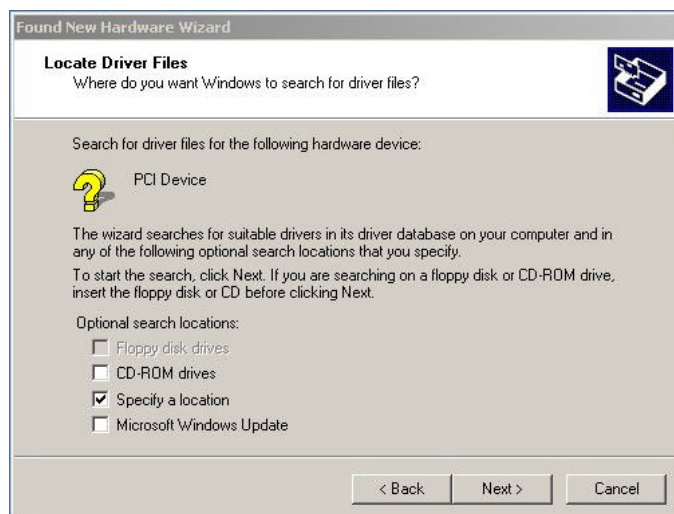 Found New Hardware Wizard
Locate Driver Files
Where do you want Windows to search for driver files?
Search for driver files for the following hardware device:
PCI Device
The wizard searches for suitable drivers in its driver database on your computer and in
any of the following optional search locations that you specify.
To start the search, click Next. If you are searching on a floppy disk or CD-ROM drive,
insert the floppy disk or CD before clicking Next.
Optional search locations:
Floppy disk drives
CD-ROM drives
Specify a location
Microsoft Windows Update
< Back Next > Cancel